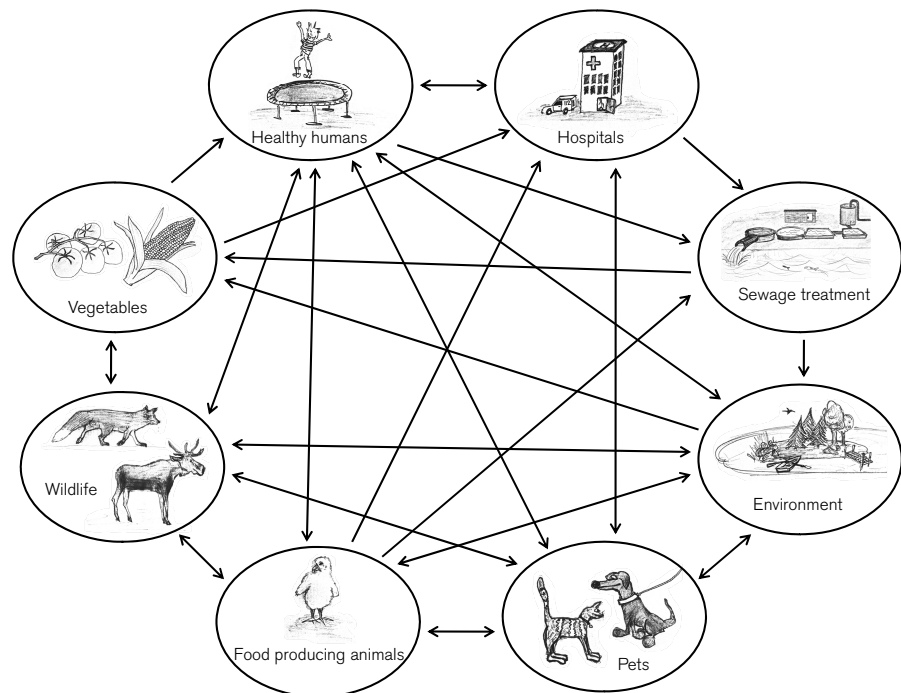 Healthy humans
Hospitals
Vegetables
Sewage treatment
Wildlife
Environment
Food producing animals
Pets